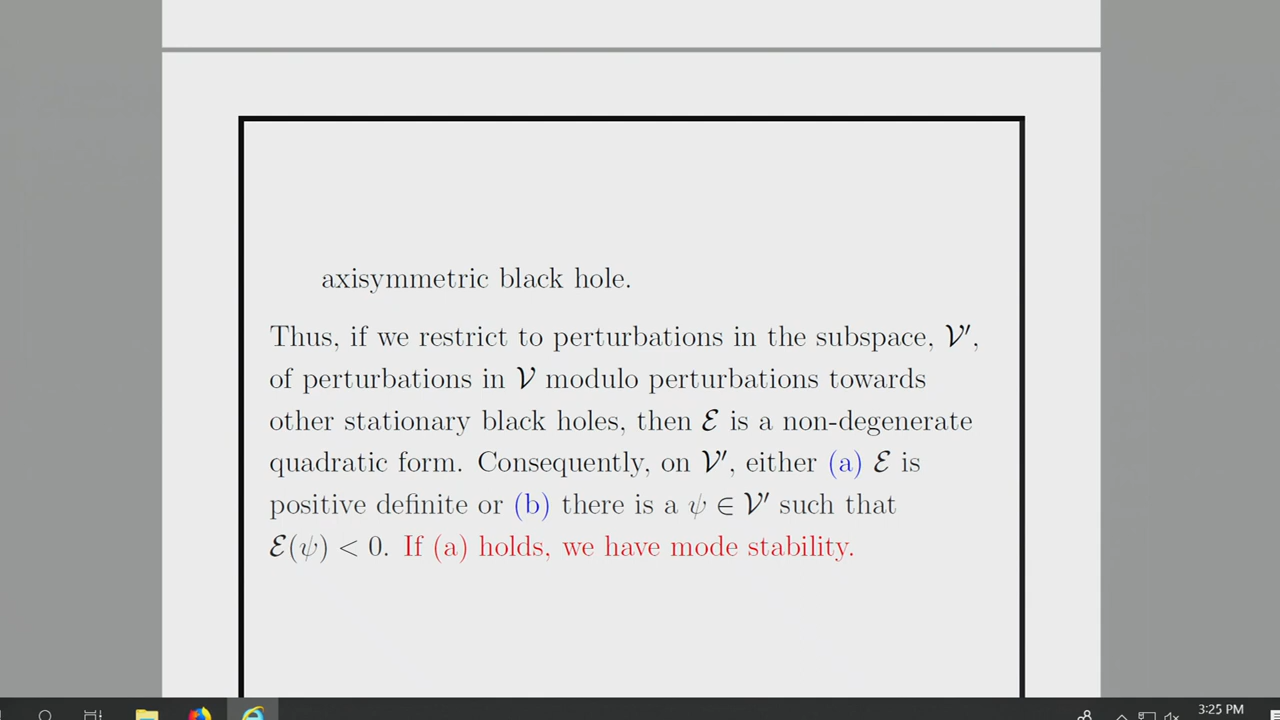 axisymmetric black hole.
Thus, if we restrict to perturbations in the subspace, 𝒱′,
of perturbations in 𝒱 modulo perturbations towards
other stationary black holes, then ℰ is a non-degenerate
quadratic form. Consequently, on 𝒱′, either (a) ℰ is
positive definite or (b) there is a ψ ∈ 𝒱′ such that
ℰ(ψ) < 0. If (a) holds, we have mode stability.
3:25 PM